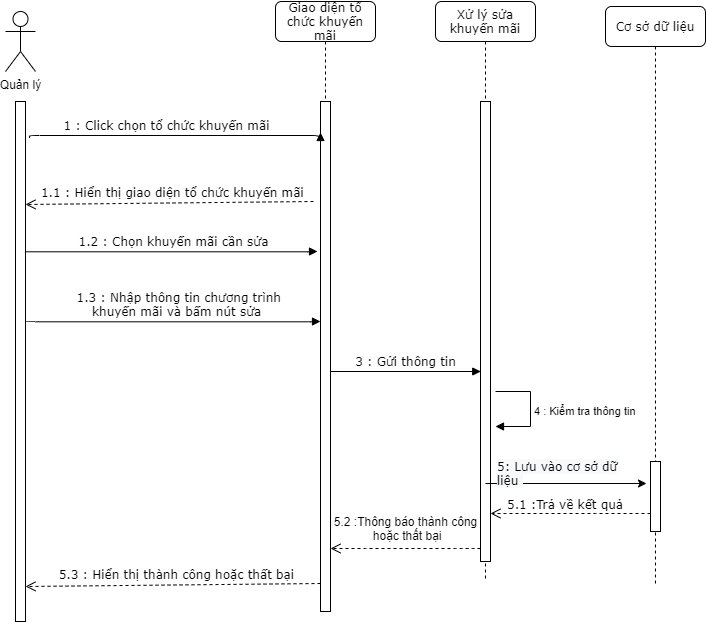 Giao diện tổ
chức khuyến
mãi
Xử lý sửa
khuyến mãi
Cơ sở dữ liệu
Quản lý
1 : Click chọn tổ chức khuyến mãi
1.1 : Hiển thị giao diện tổ chức khuyến mãi
1.2 : Chọn khuyến mãi cần sửa
1.3 : Nhập thông tin chương trình
khuyến mãi và bấm nút sửa
3 : Gửi thông tin
4 : Kiểm tra thông tin
5: Lưu vào cơ sở dữ
liệu
5.1 :Trả về kết quả
5.2 :Thông báo thành công
hoặc thất bại
5.3 : Hiển thị thành công hoặc thất bại